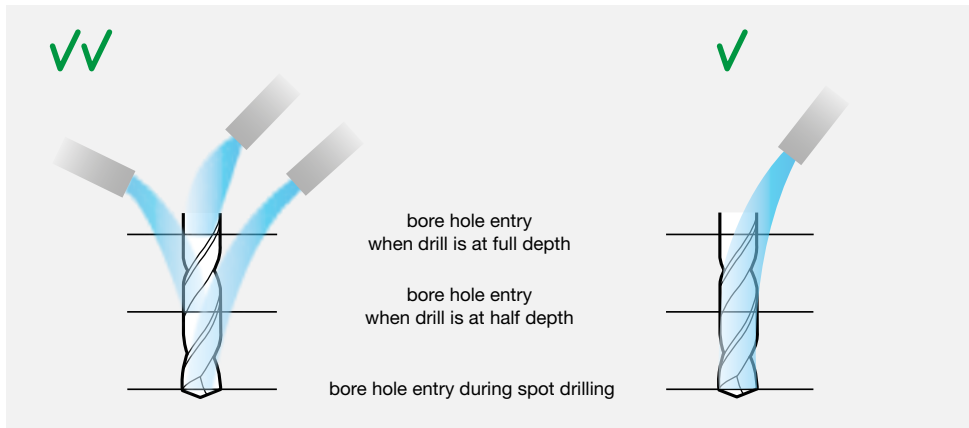 bore hole entry
when drill is at full depth
bore hole entry
when drill is at half depth
bore hole entry during spot drilling